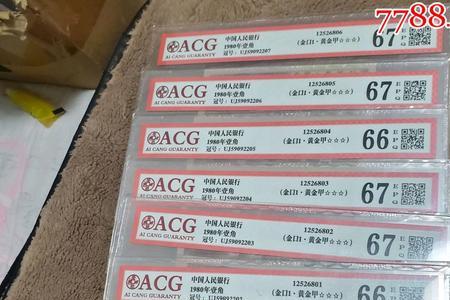 7788.
ACG
AI CANG GUARANTY
中国人民银行
1980年壹角
冠号: UJ59092207
12526806
(金口1·黄金甲☆☆☆)
67 EPQ
ACG
AI CANG GUARANTY
中国人民银行
1980年壹角
冠号: UJ59092206
12526805
(金口1·黄金甲☆☆☆)
67 EPQ
ACG
AI CANG GUARANTY
中国人民银行
1980年壹角
冠号: UJ59092205
12526804
(金口1·黄金甲☆☆☆)
66 EPQ
ACG
AI CANG GUARANTY
中国人民银行
1980年壹角
冠号: UJ59092204
12526803
(金口1·黄金甲☆☆☆)
67 EPQ
ACG
AI CANG GUARANTY
中国人民银行
1980年壹角
冠号: UJ59092203
12526802
(金口1·黄金甲☆☆☆)
67 EPQ
ACG
AI CANG GUARANTY
中国人民银行
1980年壹角
冠号: UJ59092202
12526801
(金口1·黄金甲☆☆☆)
66